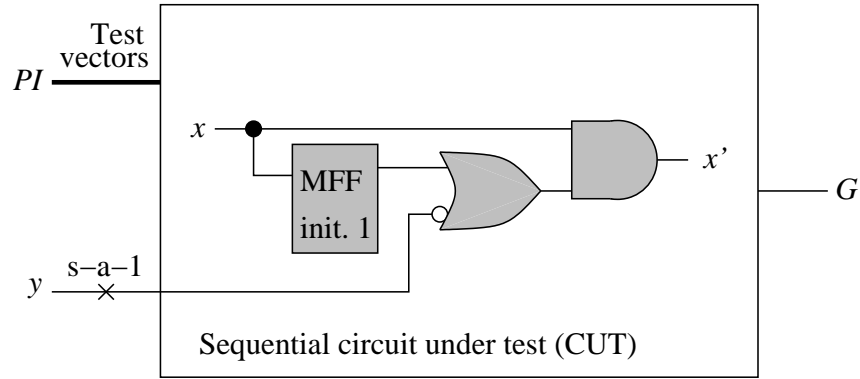 Test
vectors
PI
x
MFF
init. 1
x'
G
s-a-1
y
Sequential circuit under test (CUT)